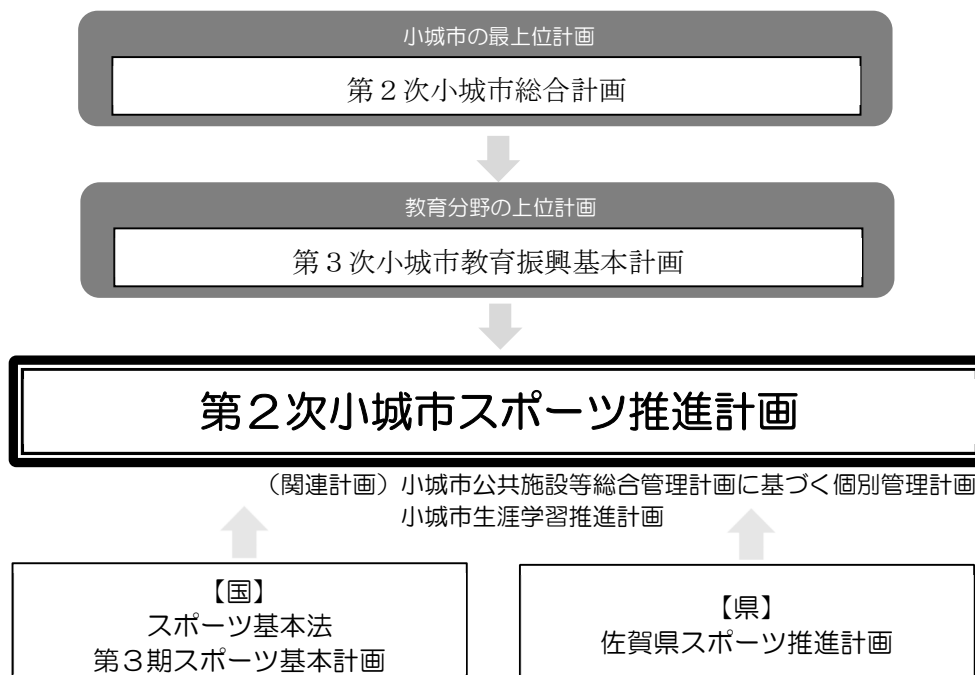 小城市の最上位計画
第２次小城市総合計画
教育分野の上位計画
第３次小城市教育振興基本計画
第２次小城市スポーツ推進計画
（関連計画）小城市公共施設等総合管理計画に基づく個別管理計画
小城市生涯学習推進計画
【国】
スポーツ基本法
第３期スポーツ基本計画
【県】
佐賀県スポーツ推進計画